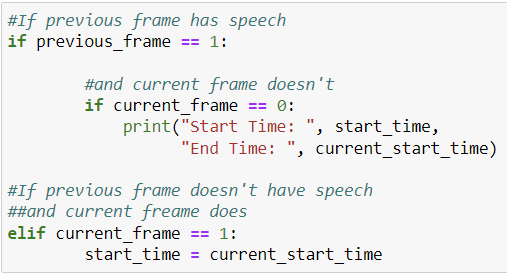 #If previous frame has speech
if previous_frame == 1:
#and current frame doesn't
if current_frame == 0:
print("Start Time: ", start_time,
"End Time: ", current_start_time)
#If previous frame doesn't have speech
##and current freame does
elif current_frame == 1:
start_time = current_start_time